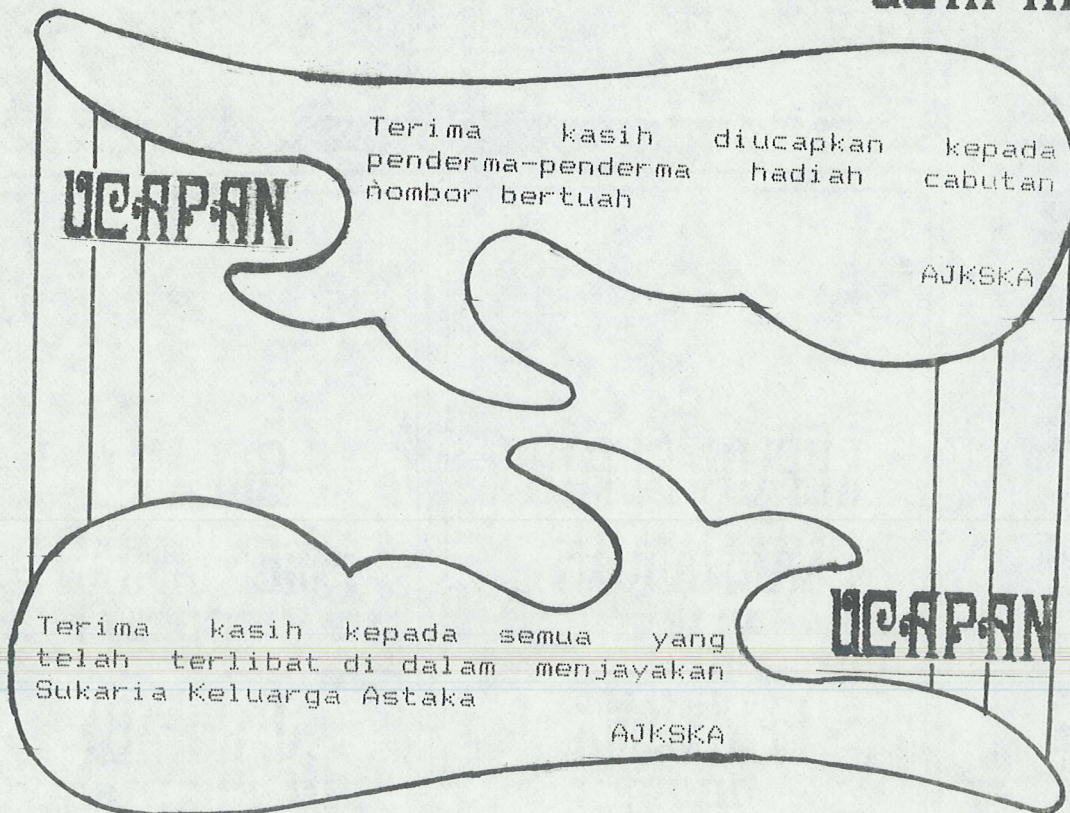 UCAPAN.
Terima kasih diucapkan kepada
penderma-penderma hadiah cabutan
nombor bertuah
AJKSKA
UCAPAN
Terima kasih kepada semua yang
telah terlibat di dalam menjayakan
Sukaria Keluarga Astaka
AJKSKA